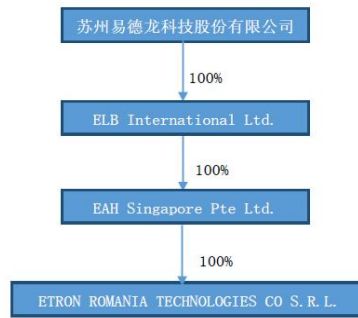 苏州易德龙科技股份有限公司
100%
ELB International Ltd.
100%
EAH Singapore Pte Ltd.
100%
ETRON ROMANIA TECHNOLOGIES CO S.R.L.